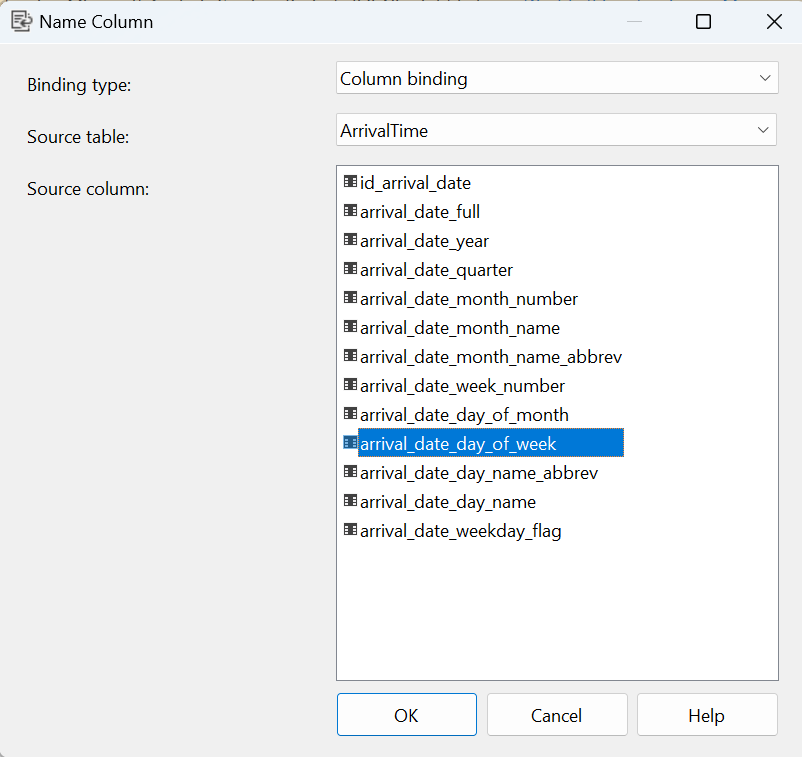 Name Column
Binding type:
Column binding
Source table:
ArrivalTime
Source column:
id_arrival_date
arrival_date_full
arrival_date_year
arrival_date_quarter
arrival_date_month_number
arrival_date_month_name
arrival_date_month_name_abbrev
arrival_date_week_number
arrival_date_day_of_month
arrival_date_day_of_week
arrival_date_day_name_abbrev
arrival_date_day_name
arrival_date_weekday_flag
OK
Cancel
Help